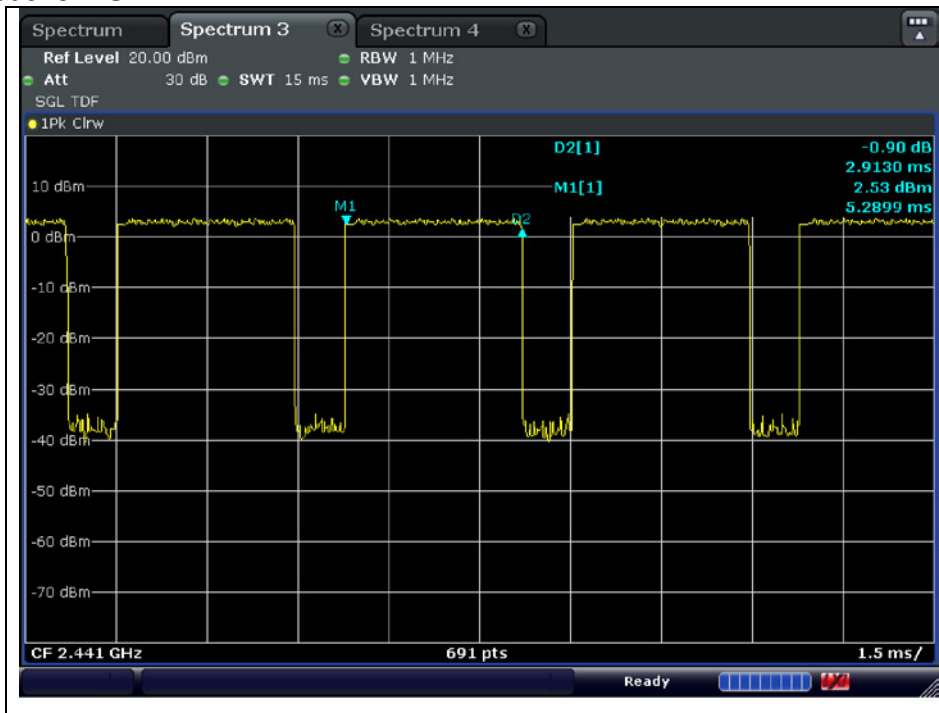 Spectrum Spectrum 3 X Spectrum 4 X
Ref Level 20.00 dBm RBW 1 MHz
Att 30 dB SWT 15 ms VBW 1 MHz
SGL TDF
1Pk Clrw
D2[1] -0.90 dB
2.9130 ms
10 dBm M1[1] 2.53 dBm
5.2899 ms
M1
D2
0 dBm
-10 dBm
-20 dBm
-30 dBm
-40 dBm
-50 dBm
-60 dBm
-70 dBm
CF 2.441 GHz 691 pts 1.5 ms/
Ready